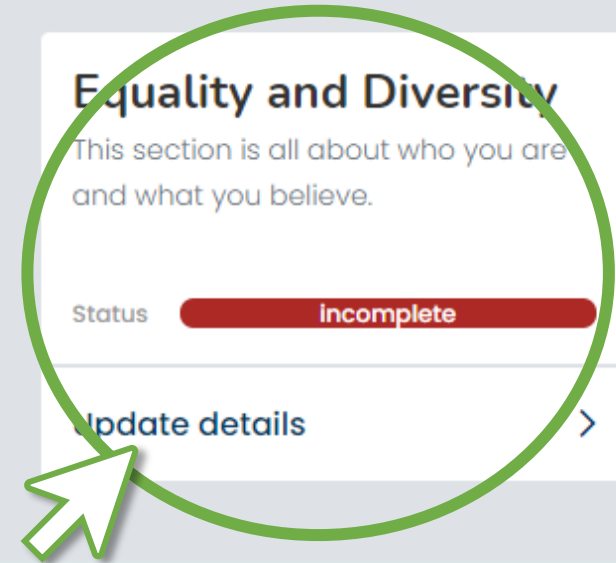 Equality and Diversity
This section is all about who you are
and what you believe.
Status incomplete
Update details